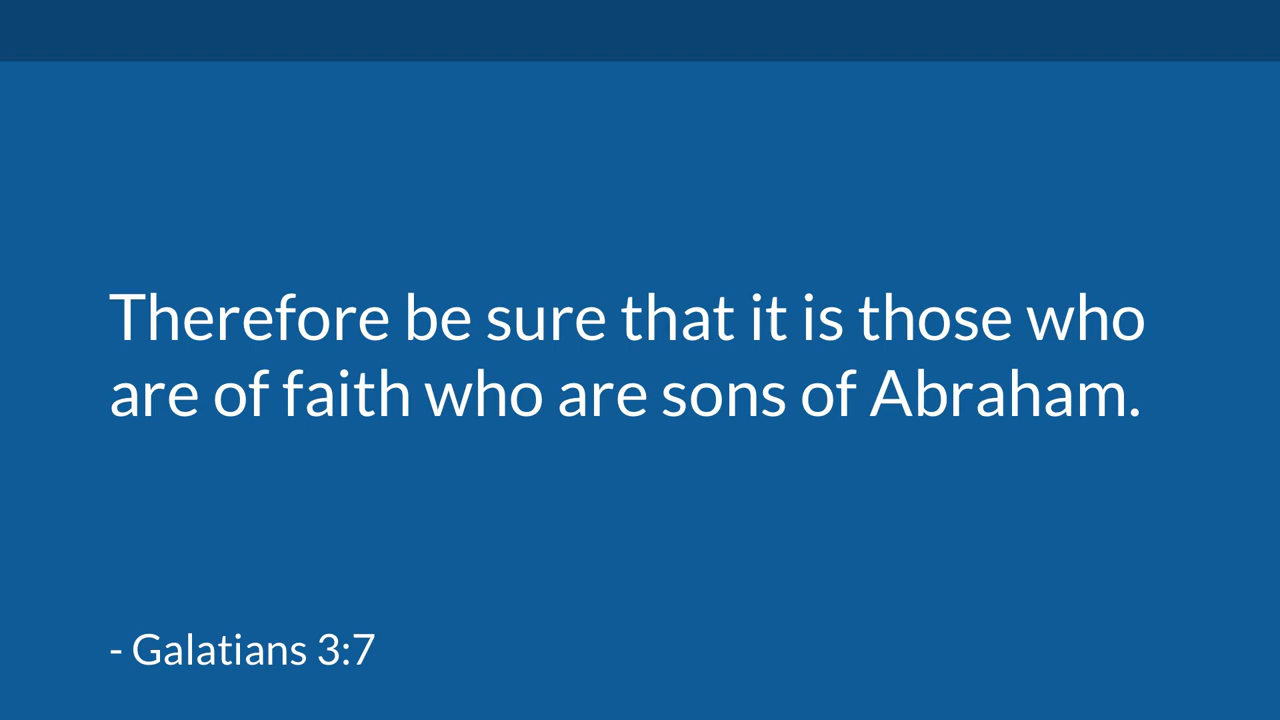 Therefore be sure that it is those who
are of faith who are sons of Abraham.
- Galatians 3:7